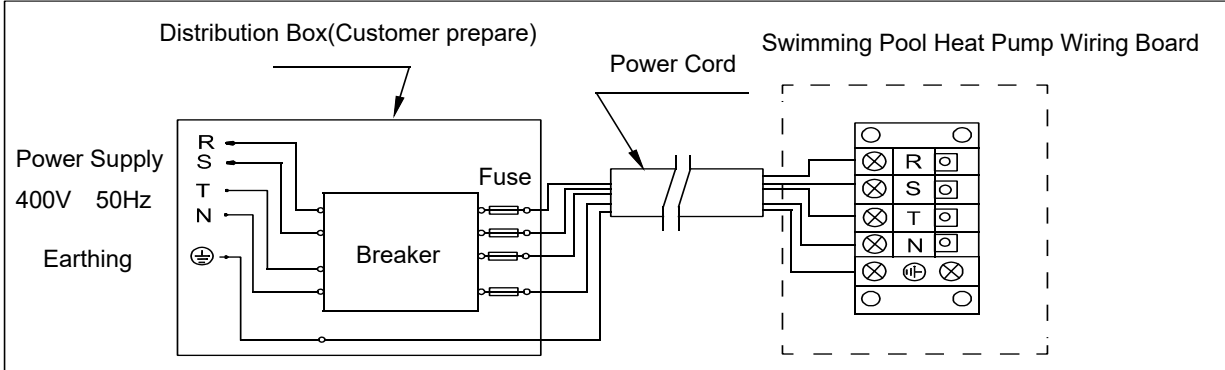 Distribution Box(Customer prepare)
Swimming Pool Heat Pump Wiring Board
Power Cord
Power Supply
400V 50Hz
Earthing
R
S
T
N
Fuse
Breaker
R
S
T
N